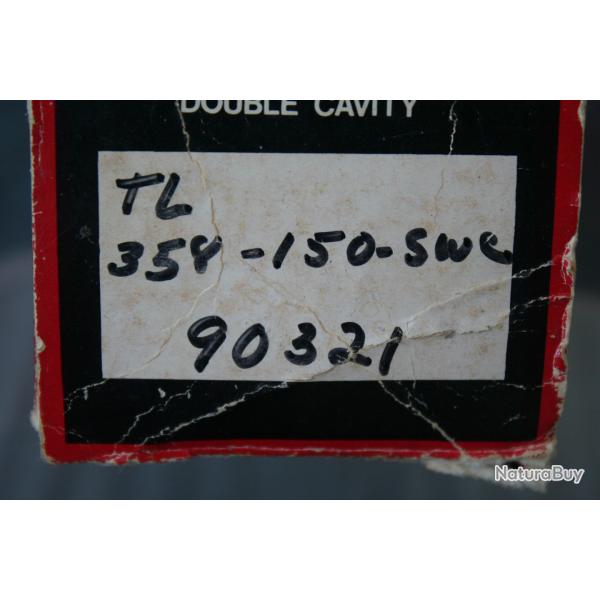 DOUBLE CAVITY
TL
358-150-SWC
90321
NaturaBuy